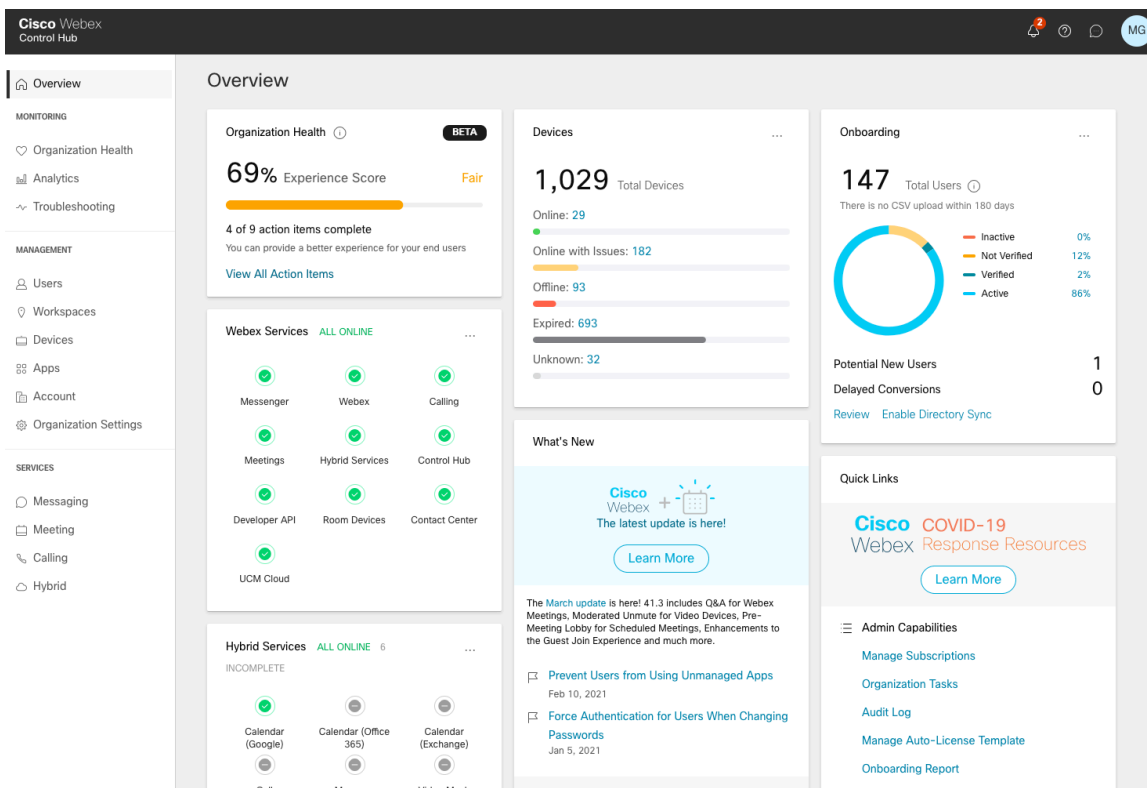 Cisco Webex
Control Hub
2
MG
Overview
MONITORING
Organization Health
Analytics
Troubleshooting
MANAGEMENT
Users
Workspaces
Devices
Apps
Account
Organization Settings
SERVICES
Messaging
Meeting
Calling
Hybrid
Overview
Organization Health
BETA
69% Experience Score
Fair
4 of 9 action items complete
You can provide a better experience for your end users
View All Action Items
Webex Services ALL ONLINE
...
Messenger Webex Calling
Meetings Hybrid Services Control Hub
Developer API Room Devices Contact Center
UCM Cloud
Hybrid Services ALL ONLINE 6
...
INCOMPLETE
Calendar (Google)
Calendar (Office 365)
Calendar (Exchange)
Devices
...
1,029 Total Devices
Online: 29
Online with Issues: 182
Offline: 93
Expired: 693
Unknown: 32
What's New
Cisco
Webex +
The latest update is here!
Learn More
The March update is here! 41.3 includes Q&A for Webex
Meetings, Moderated Unmute for Video Devices, Pre-
Meeting Lobby for Scheduled Meetings, Enhancements to
the Guest Join Experience and much more.
Prevent Users from Using Unmanaged Apps
Feb 10, 2021
Force Authentication for Users When Changing
Passwords
Jan 5, 2021
Onboarding
...
147 Total Users
There is no CSV upload within 180 days
Inactive 0%
Not Verified 12%
Verified 2%
Active 86%
Potential New Users 1
Delayed Conversions 0
Review Enable Directory Sync
Quick Links
Cisco COVID-19
Webex Response Resources
Learn More
Admin Capabilities
Manage Subscriptions
Organization Tasks
Audit Log
Manage Auto-License Template
Onboarding Report